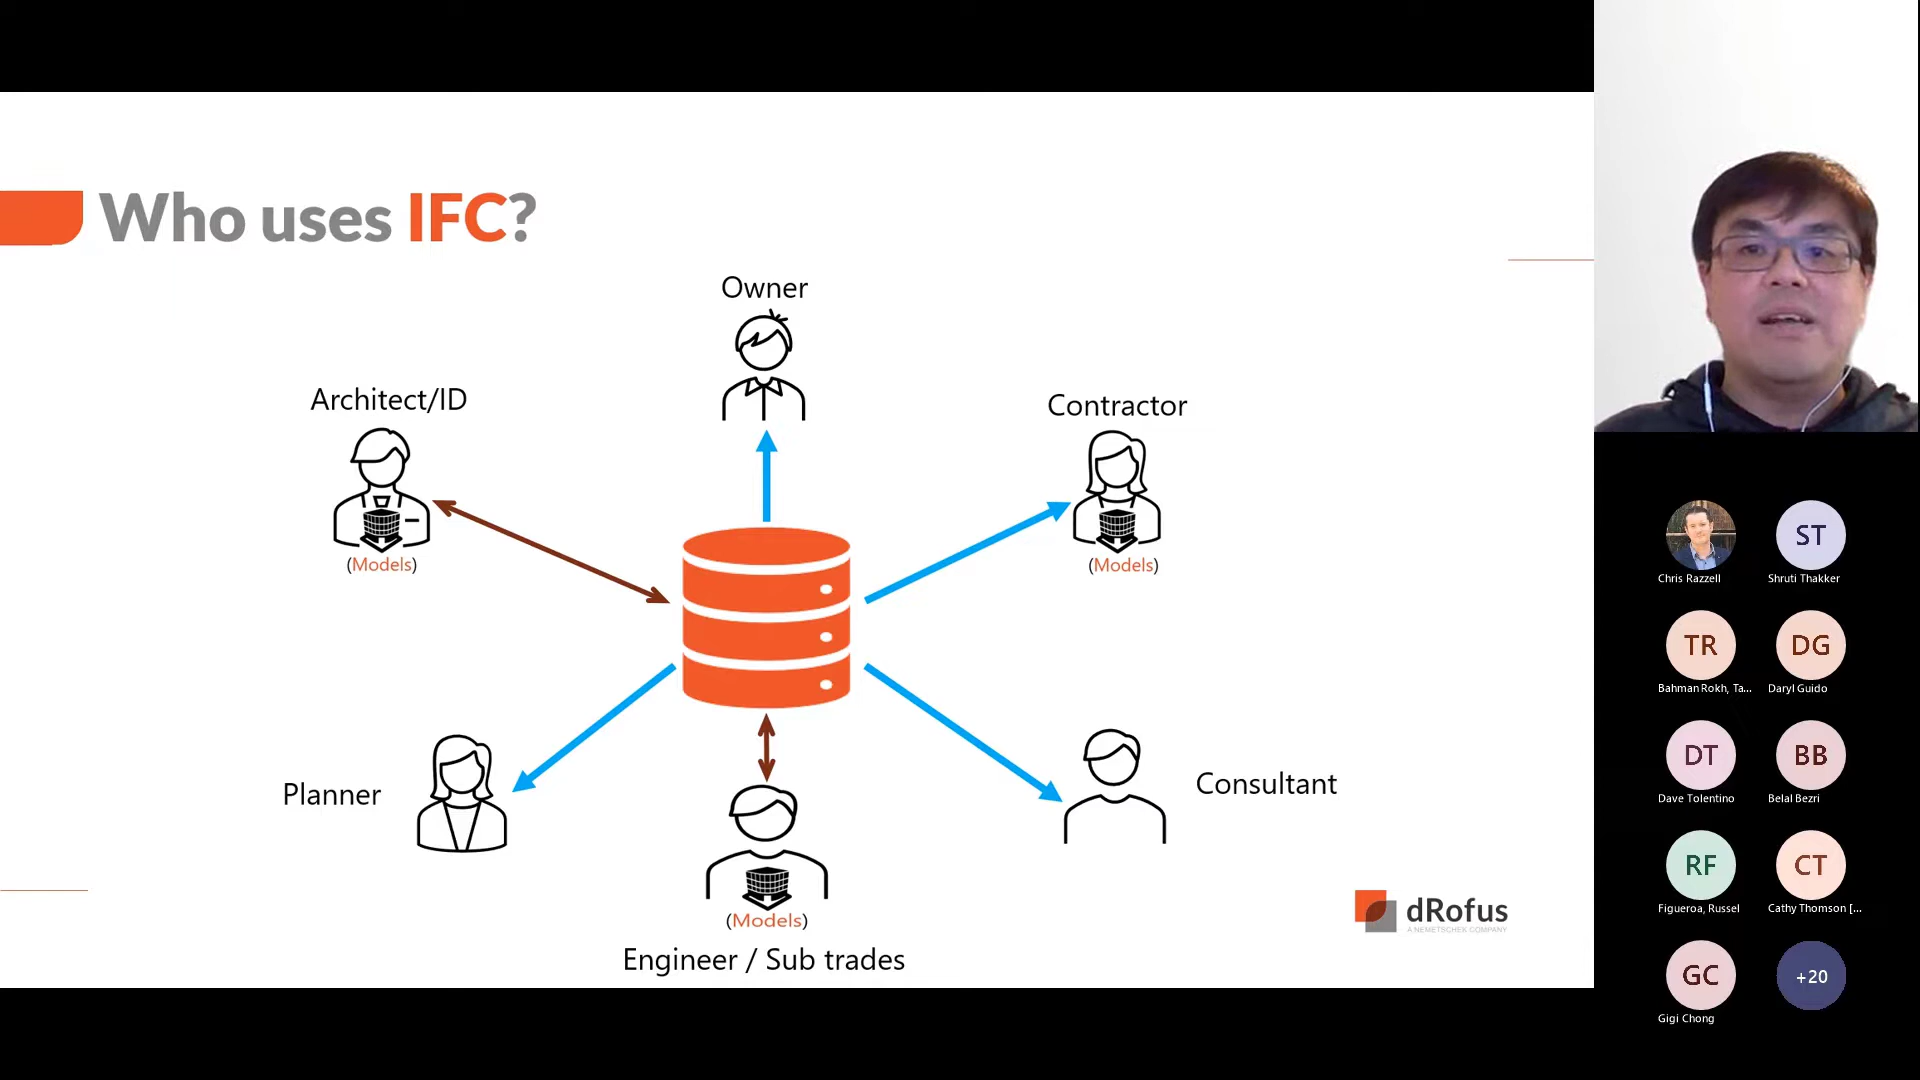 Who uses IFC?
Owner
Architect/ID
(Models)
Contractor
(Models)
Planner
Consultant
(Models)
Engineer / Sub trades
dRofus
A NEMETSCHEK COMPANY
Chris Razzell
ST
Shruti Thakker
TR
Bahman Rokh, Ta...
DG
Daryl Guido
DT
Dave Tolentino
BB
Belal Bezri
RF
Figueroa, Russel
CT
Cathy Thomson [...
GC
Gigi Chong
+20